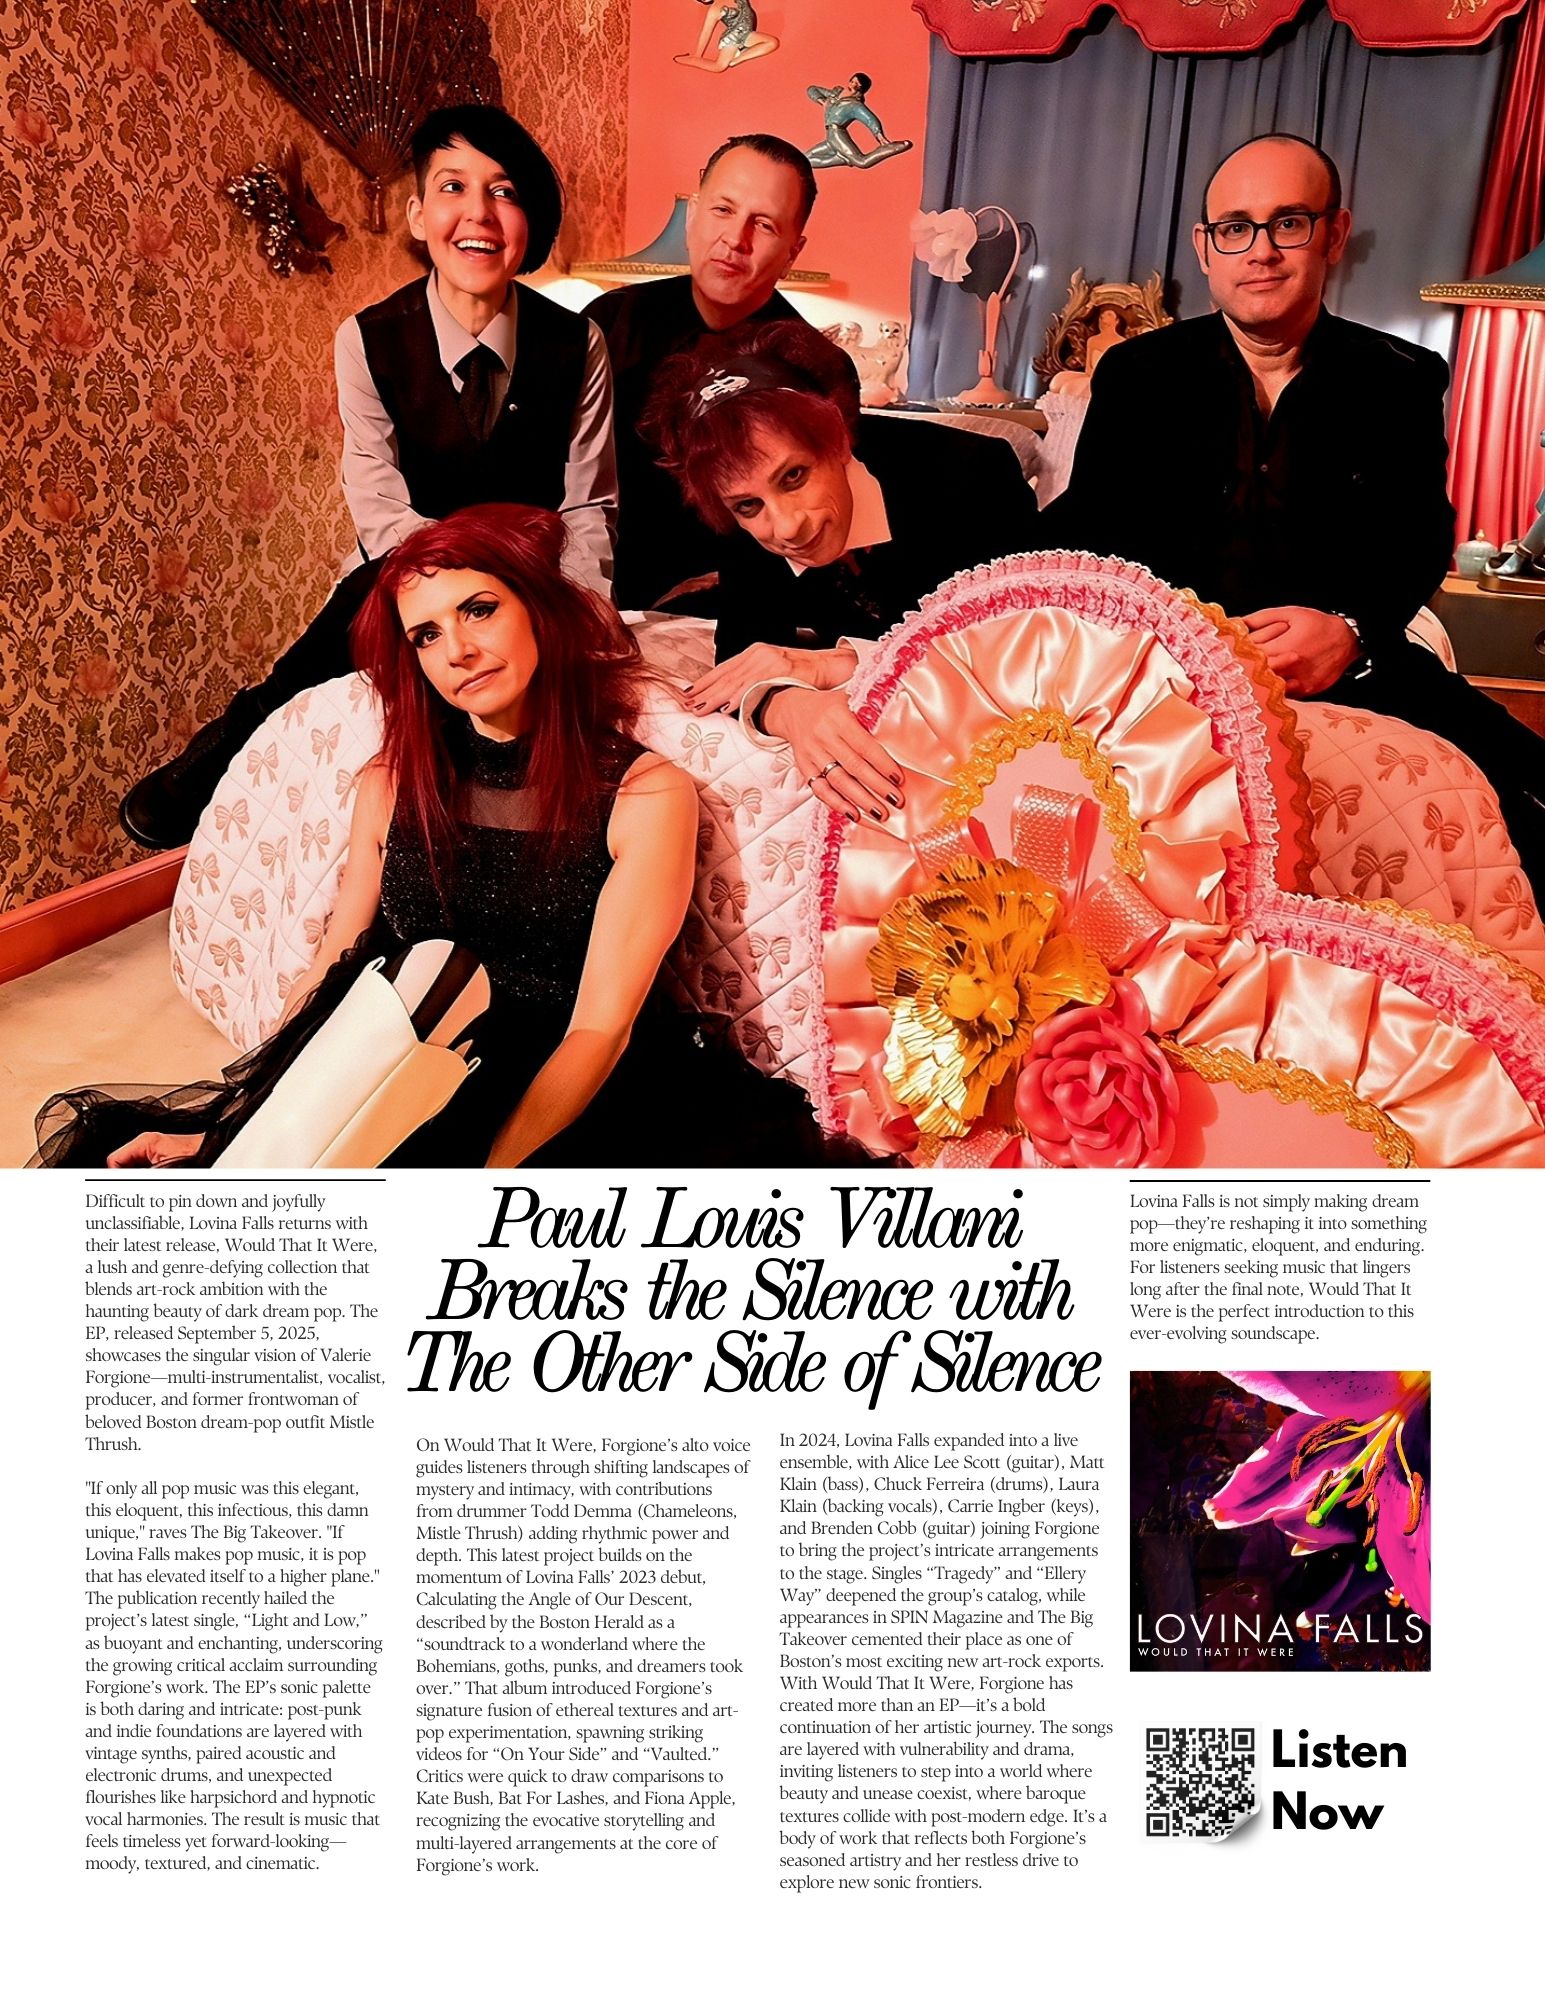 Difficult to pin down and joyfully
unclassifiable, Lovina Falls returns with
their latest release, Would That It Were,
a lush and genre-defying collection that
blends art-rock ambition with the
haunting beauty of dark dream pop. The
EP, released September 5, 2025,
showcases the singular vision of Valerie
Forgione—multi-instrumentalist, vocalist,
producer, and former frontwoman of
beloved Boston dream-pop outfit Mistle
Thrush.
"If only all pop music was this elegant,
this eloquent, this infectious, this damn
unique," raves The Big Takeover. "If
Lovina Falls makes pop music, it is pop
that has elevated itself to a higher plane."
The publication recently hailed the
project's latest single, “Light and Low,”
as buoyant and enchanting, underscoring
the growing critical acclaim surrounding
Forgione’s work. The EP’s sonic palette
is both daring and intricate: post-punk
and indie foundations are layered with
vintage synths, paired acoustic and
electronic drums, and unexpected
flourishes like harpsichord and hypnotic
vocal harmonies. The result is music that
feels timeless yet forward-looking—
moody, textured, and cinematic.
Paul Louis Villani
Breaks the Silence with
The Other Side of Silence
On Would That It Were, Forgione’s alto voice
guides listeners through shifting landscapes of
mystery and intimacy, with contributions
from drummer Todd Demma (Chameleons,
Mistle Thrush) adding rhythmic power and
depth. This latest project builds on the
momentum of Lovina Falls’ 2023 debut,
Calculating the Angle of Our Descent,
described by the Boston Herald as a
“soundtrack to a wonderland where the
Bohemians, goths, punks, and dreamers took
over.” That album introduced Forgione’s
signature fusion of ethereal textures and art-
pop experimentation, spawning striking
videos for “On Your Side” and “Vaulted.”
Critics were quick to draw comparisons to
Kate Bush, Bat For Lashes, and Fiona Apple,
recognizing the evocative storytelling and
multi-layered arrangements at the core of
Forgione’s work.
In 2024, Lovina Falls expanded into a live
ensemble, with Alice Lee Scott (guitar), Matt
Klain (bass), Chuck Ferreira (drums), Laura
Klain (backing vocals), Carrie Ingber (keys),
and Brenden Cobb (guitar) joining Forgione
to bring the project’s intricate arrangements
to the stage. Singles “Tragedy” and “Ellery
Way” deepened the group’s catalog, while
appearances in SPIN Magazine and The Big
Takeover cemented their place as one of
Boston’s most exciting new art-rock exports.
With Would That It Were, Forgione has
created more than an EP—it’s a bold
continuation of her artistic journey. The songs
are layered with vulnerability and drama,
inviting listeners to step into a world where
beauty and unease coexist, where baroque
textures collide with post-modern edge. It’s a
body of work that reflects both Forgione’s
seasoned artistry and her restless drive to
explore new sonic frontiers.
Lovina Falls is not simply making dream
pop—they’re reshaping it into something
more enigmatic, eloquent, and enduring.
For listeners seeking music that lingers
long after the final note, Would That It
Were is the perfect introduction to this
ever-evolving soundscape.
LOVINA FALLS
WOULD THAT IT WERE
Listen
Now